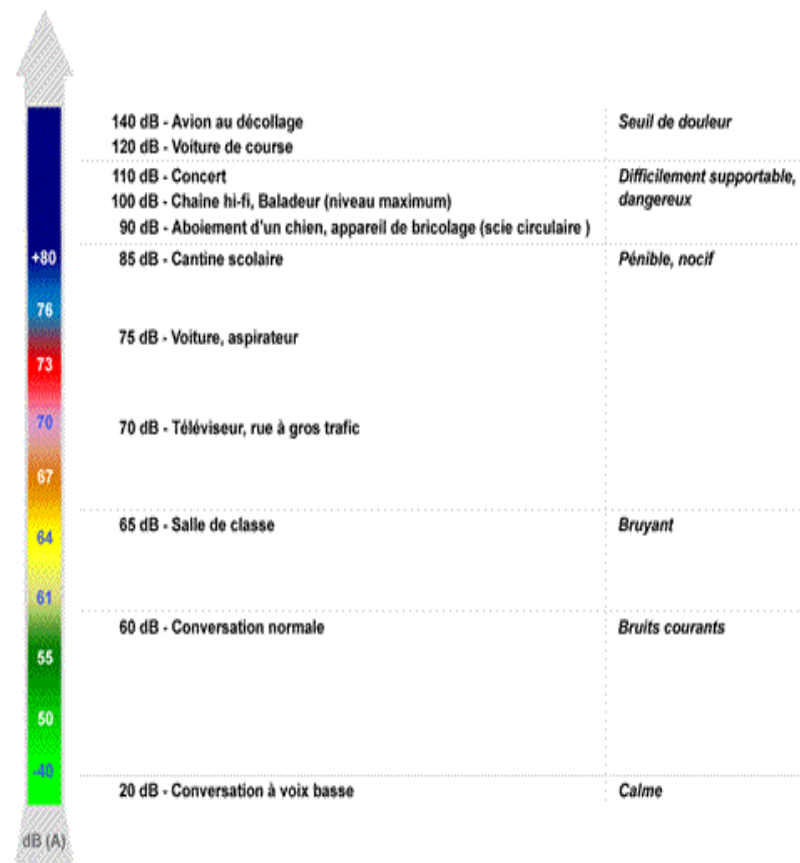 140 dB - Avion au décollage
Seuil de douleur
120 dB - Voiture de course
110 dB - Concert
Difficilement supportable,
dangereux
100 dB - Chaine hi-fi, Baladeur (niveau maximum)
90 dB - Aboiement d'un chien, appareil de bricolage (scie circulaire )
+80
85 dB - Cantine scolaire
Pénible, nocif
76
75 dB - Voiture, aspirateur
73
70
70 dB - Téléviseur, rue à gros trafic
67
65 dB - Salle de classe
Bruyant
64
61
60 dB - Conversation normale
Bruits courants
55
50
-40
20 dB - Conversation à voix basse
Calme
dB (A)